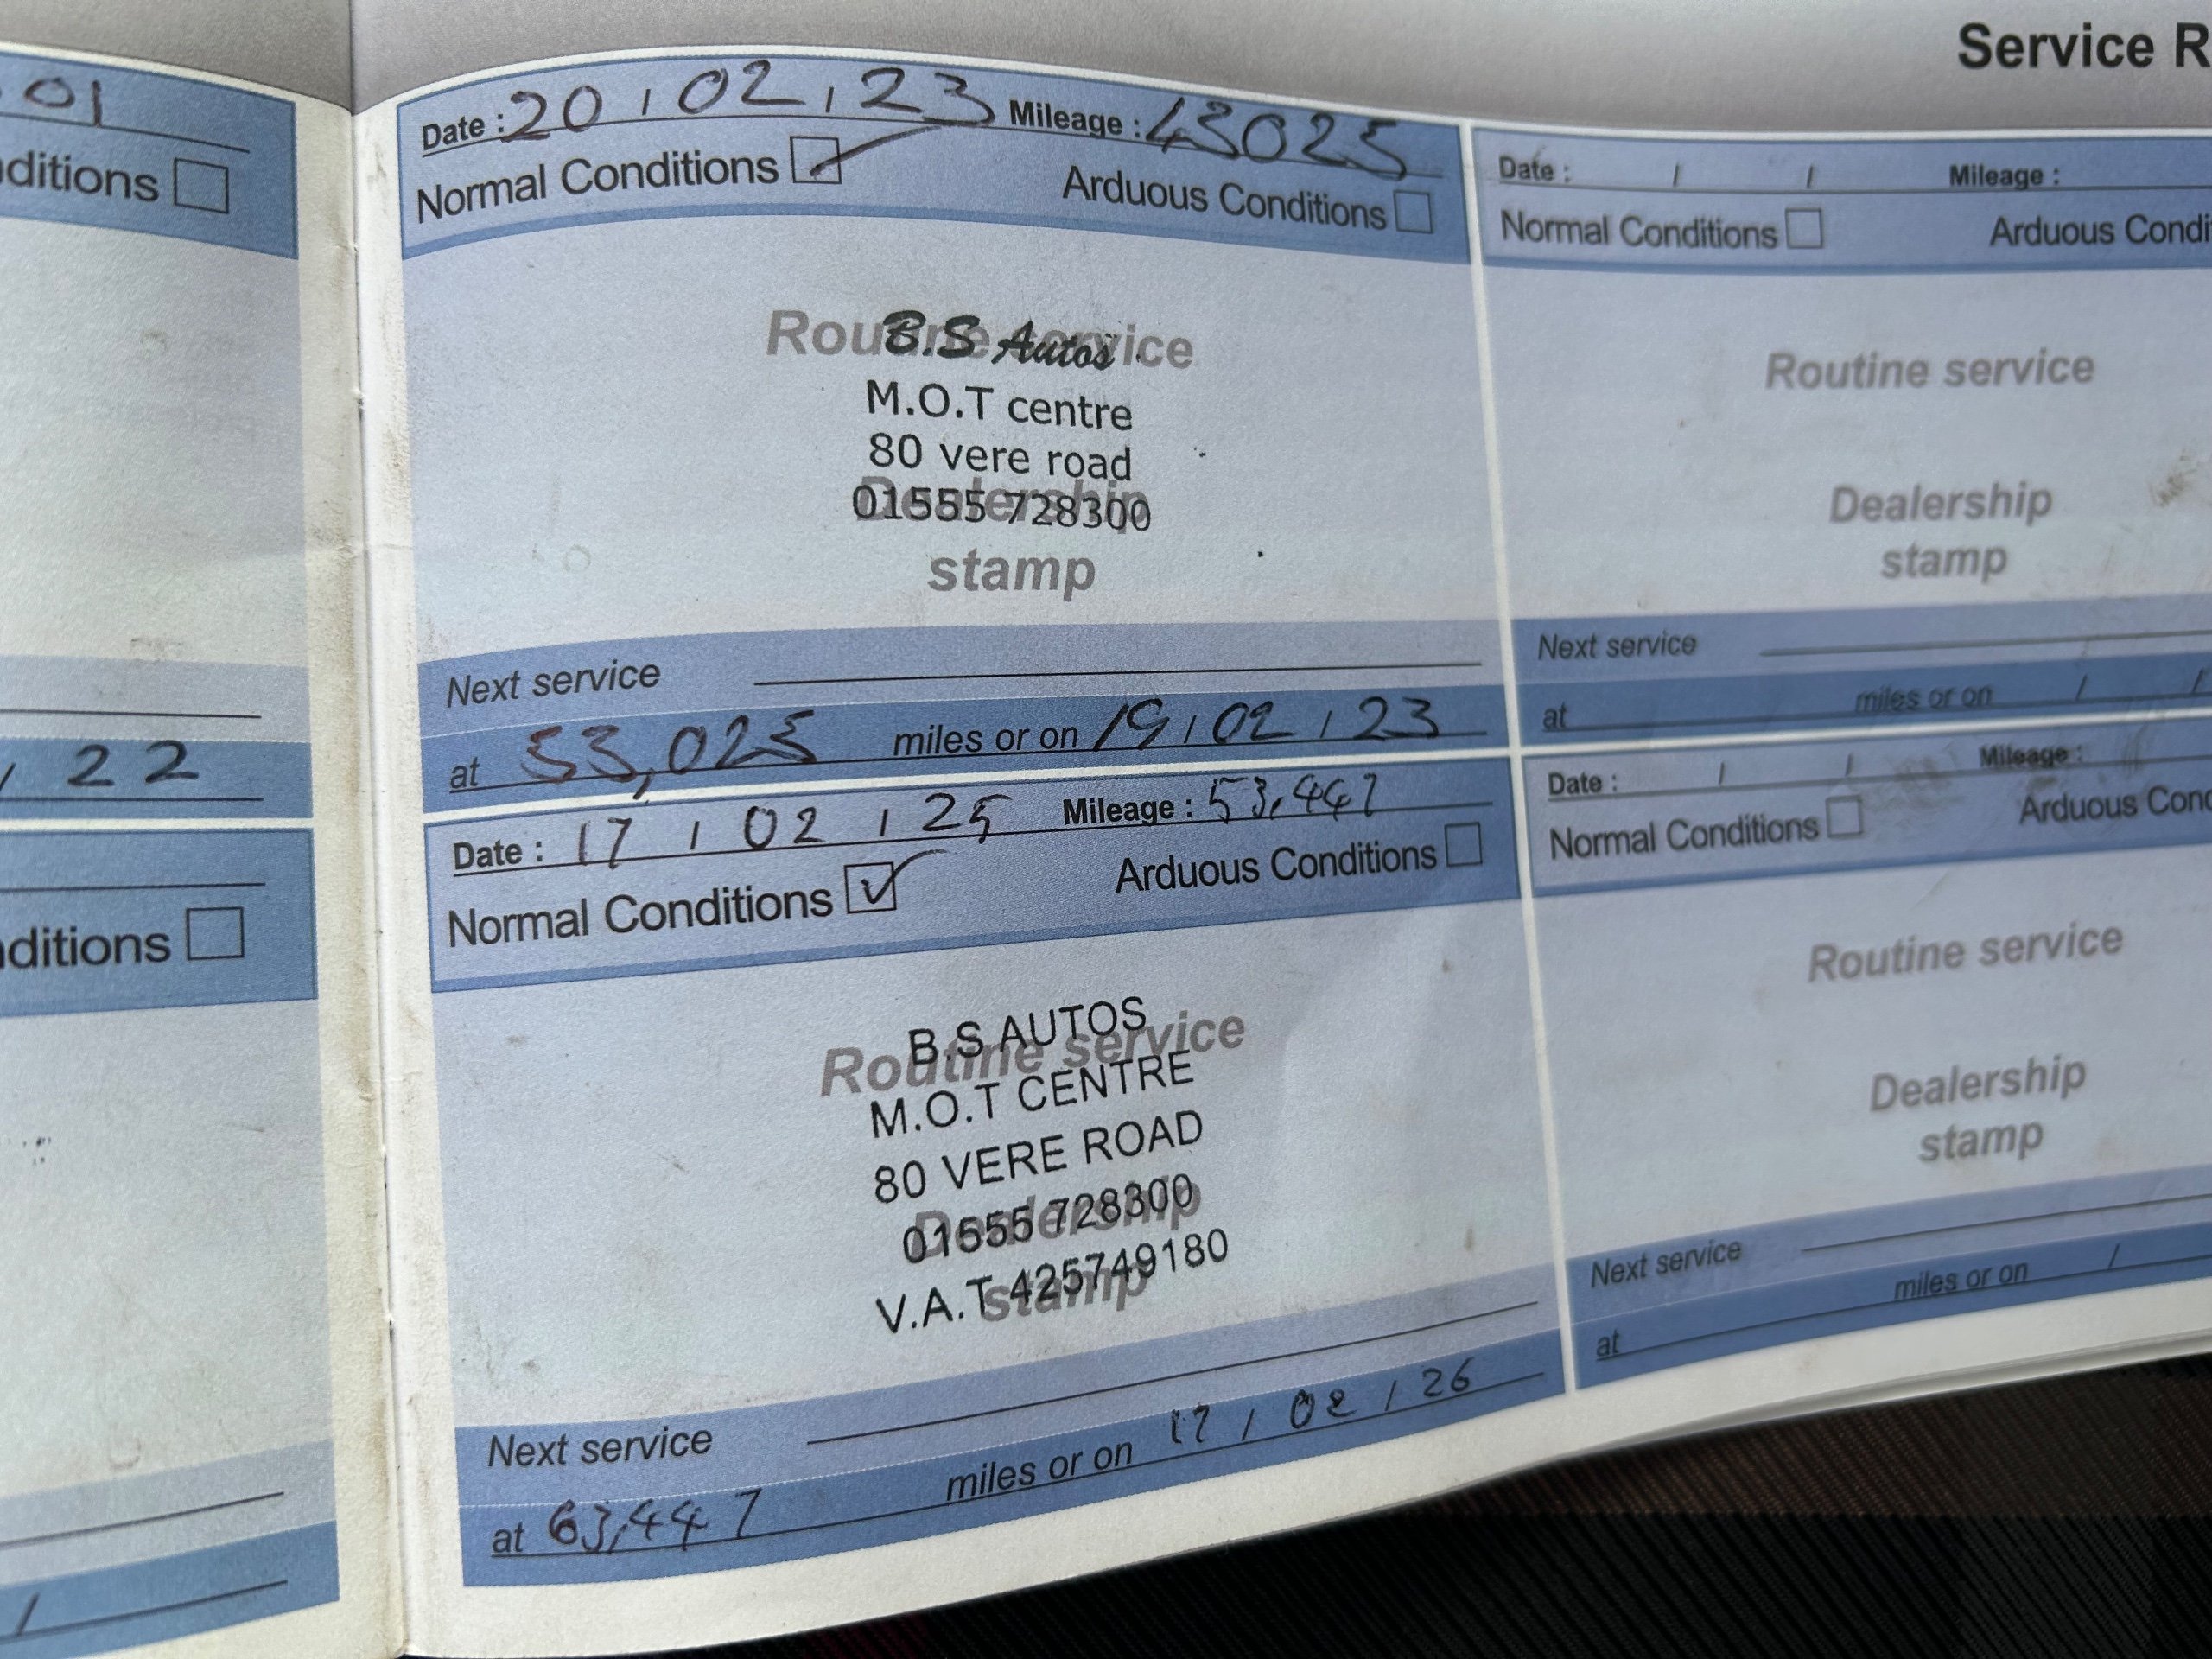 Service R
01
ditions
22
ditions
/
Date : 20 / 02 / 23 Mileage : 43025
Normal Conditions Arduous Conditions
Routine service
B.S Autos
M.O.T centre
80 vere road
Dealership
01555 728300
stamp
Next service
at 53,025 miles or on 19 / 02 / 23
Date : 17 / 02 / 25 Mileage : 53,447
Normal Conditions Arduous Conditions
B.S AUTOS
Routine service
M.O.T CENTRE
80 VERE ROAD
Dealership
01555 728300
stamp
V.A.T 425749180
Next service
at 63,447 miles or on 17 / 02 / 26
Date : / / Mileage :
Normal Conditions Arduous Condi
Routine service
Dealership
stamp
Next service
at miles or on / /
Date : / / Mileage :
Normal Conditions Arduous Cond
Routine service
Dealership
stamp
Next service
at miles or on /